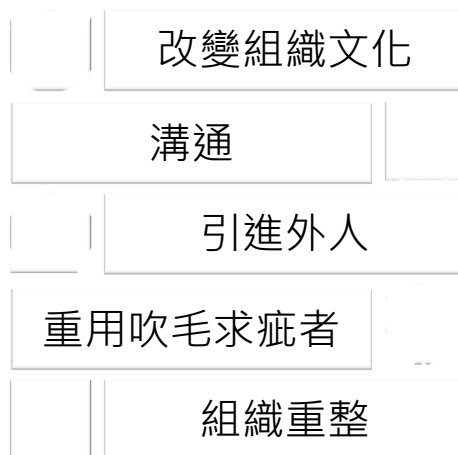 改變組織文化
溝通
引進外人
重用吹毛求疵者
組織重整